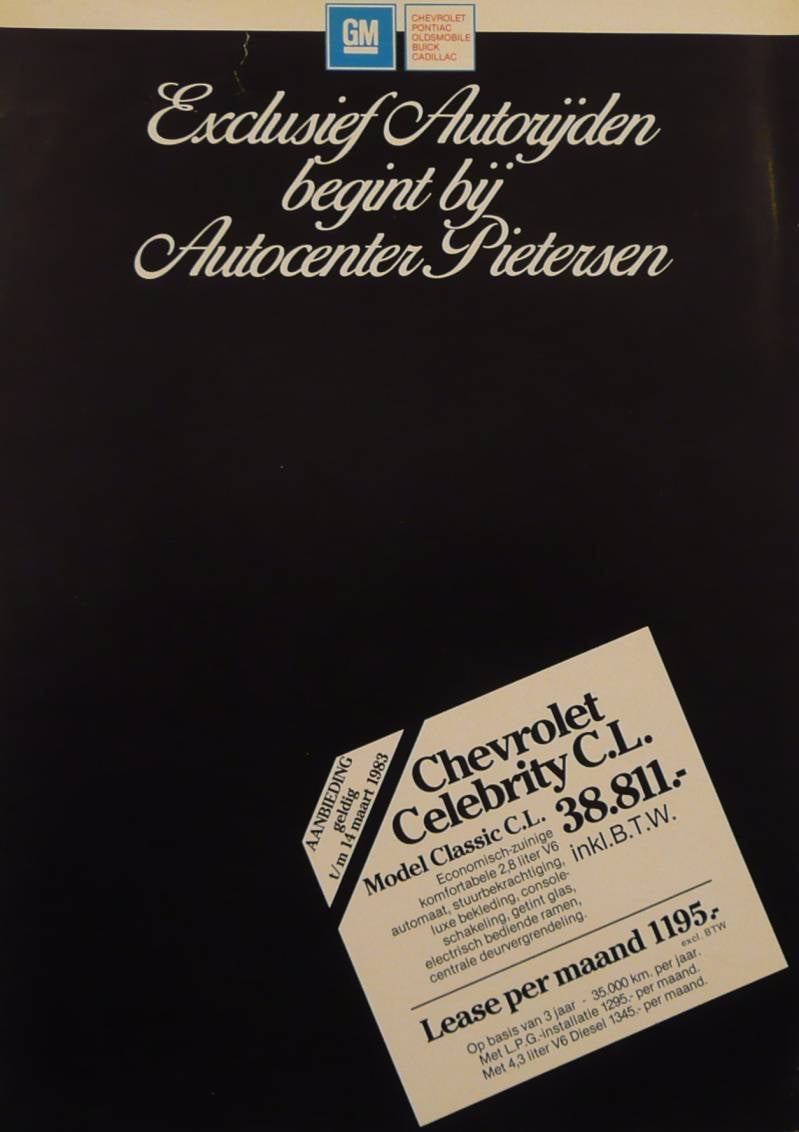 GM
CHEVROLET
PONTIAC
OLDSMOBILE
BUICK
CADILLAC
Exclusief Autorijden
begint bij
Autocenter Pietersen
AANBIEDING
geldig
t/m 14 maart 1983
Chevrolet
Celebrity C.L.
Model Classic C.L.
38.811.-
inkl.B.T.W.
Economisch-zuinige
komfortabele 2,8 liter V6
automaat, stuurbekrachtiging,
luxe bekleding, console-
schakeling, getint glas,
electrisch bediende ramen,
centrale deurvergrendeling.
Lease per maand 1195.-
excl. BTW
Op basis van 3 jaar - 35.000 km. per jaar.
Met L.P.G.-installatie 1295.- per maand.
Met 4,3 liter V6 Diesel 1345.- per maand.